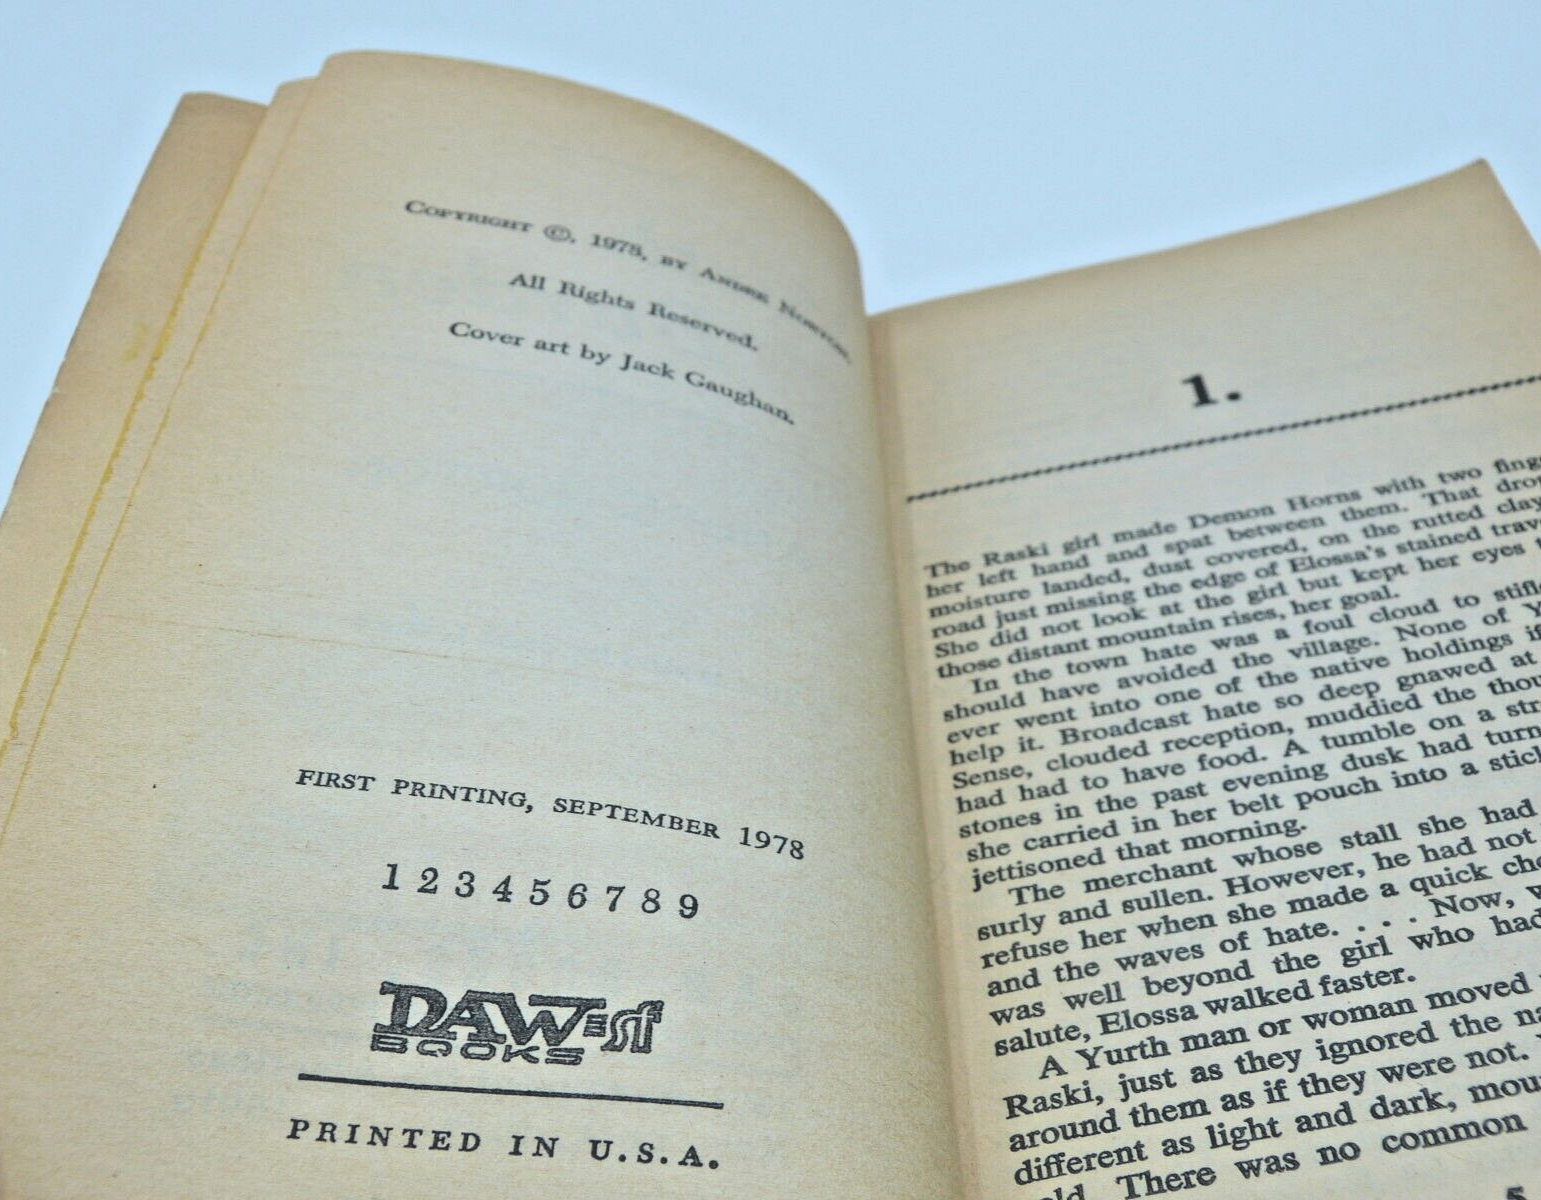 COPYRIGHT ©, 1978, BY ANDRE NORTON.
All Rights Reserved.
Cover art by Jack Gaughan.
FIRST PRINTING, SEPTEMBER 1978
1 2 3 4 5 6 7 8 9
DAW sf
BOOKS
PRINTED IN U.S.A.
1.
The Raski girl made Demon Horns with two fing
her left hand and spat between them. That dro
moisture landed, dust covered, on the rutted clay
road just missing the edge of Elossa's stained trav
She did not look at the girl but kept her eyes t
those distant mountain rises, her goal.
In the town hate was a foul cloud to stifle
should have avoided the village. None of Y
ever went into one of the native holdings if
help it. Broadcast hate so deep gnawed at
Sense, clouded reception, muddied the thou
had had to have food. A tumble on a str
stones in the past evening dusk had turn
she carried in her belt pouch into a stick
jettisoned that morning.
The merchant whose stall she had
surly and sullen. However, he had not
refuse her when she made a quick cho
and the waves of hate. . . . Now, w
was well beyond the girl who had
salute, Elossa walked faster.
A Yurth man or woman moved
Raski, just as they ignored the na
around them as if they were not. Y
different as light and dark, mou
old. There was no common
5